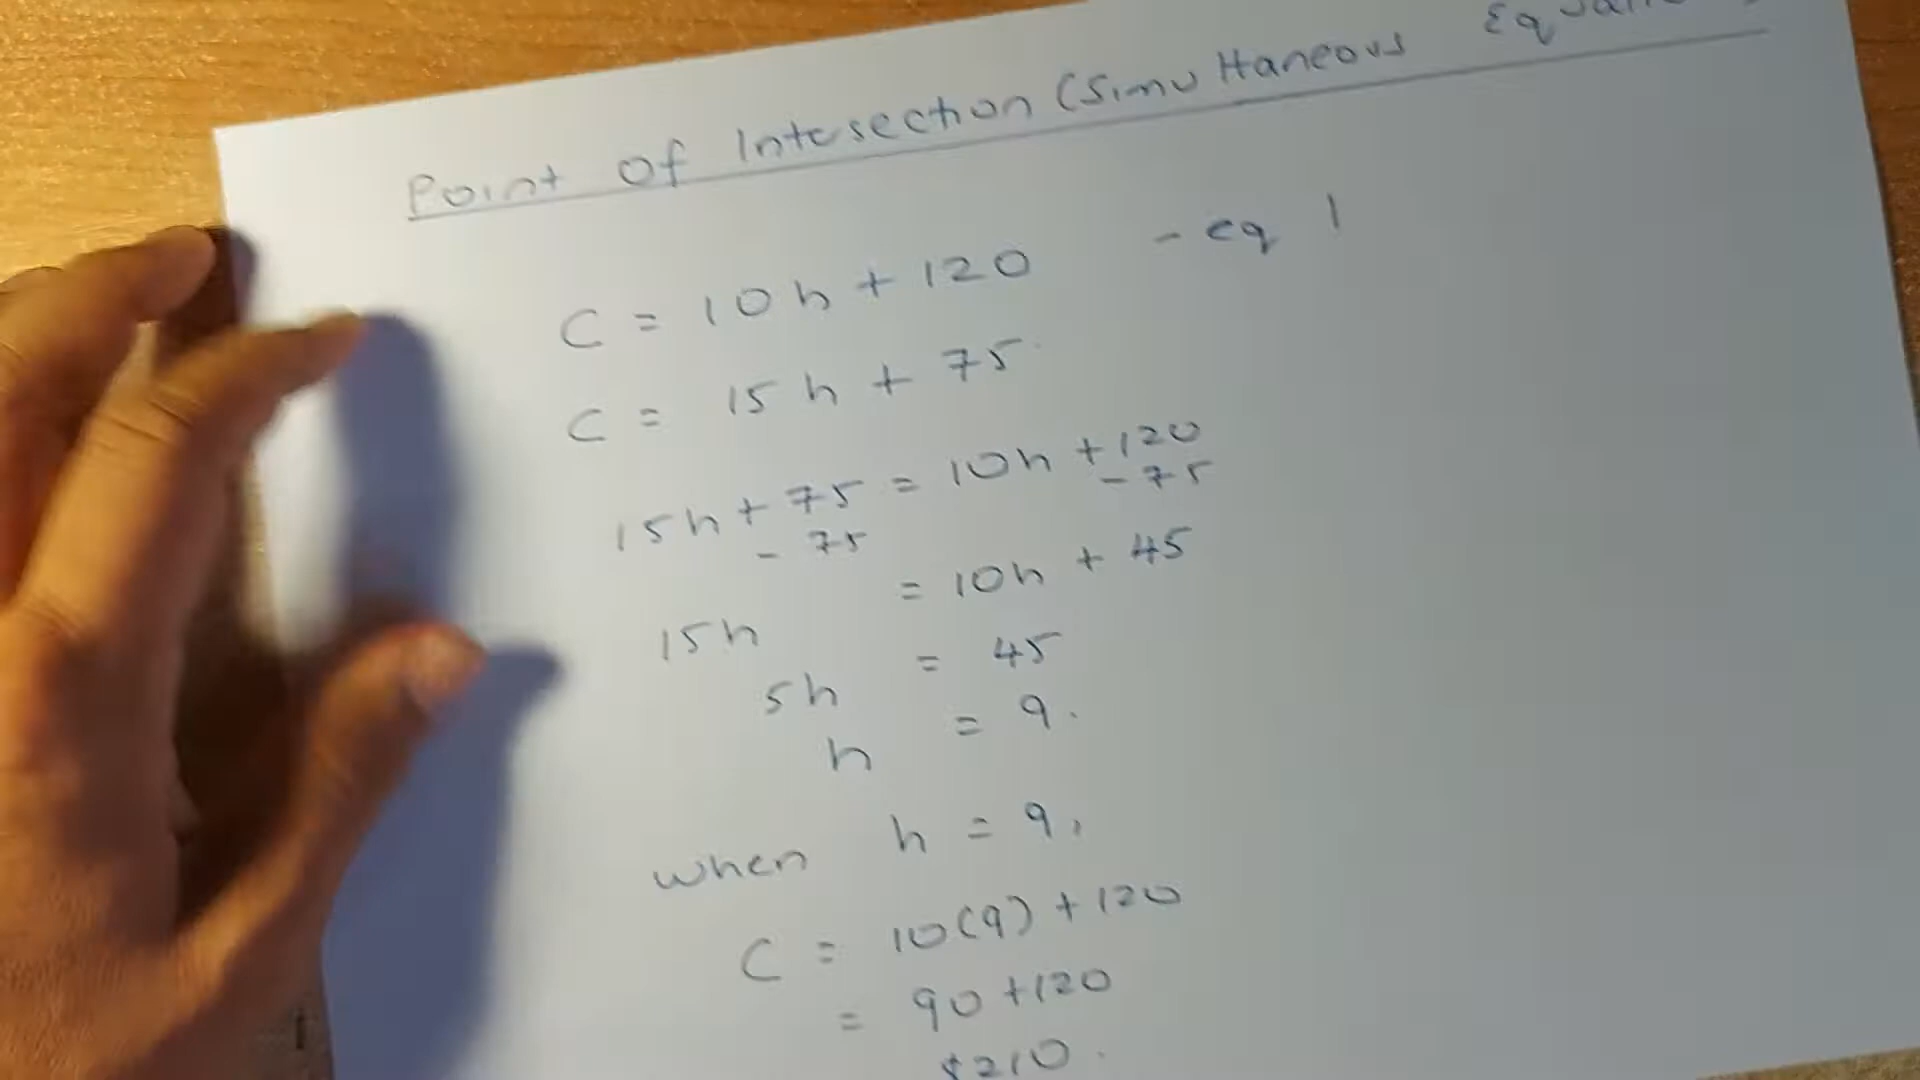 Point Of Intersection (Simultaneous
C = 10h + 120 - eq 1
C = 15h + 75
15h + 75 = 10h + 120
- 75 - 75
15h = 10h + 45
5h = 45
h = 9.
when h = 9,
C = 10(9) + 120
= 90 + 120
$210.